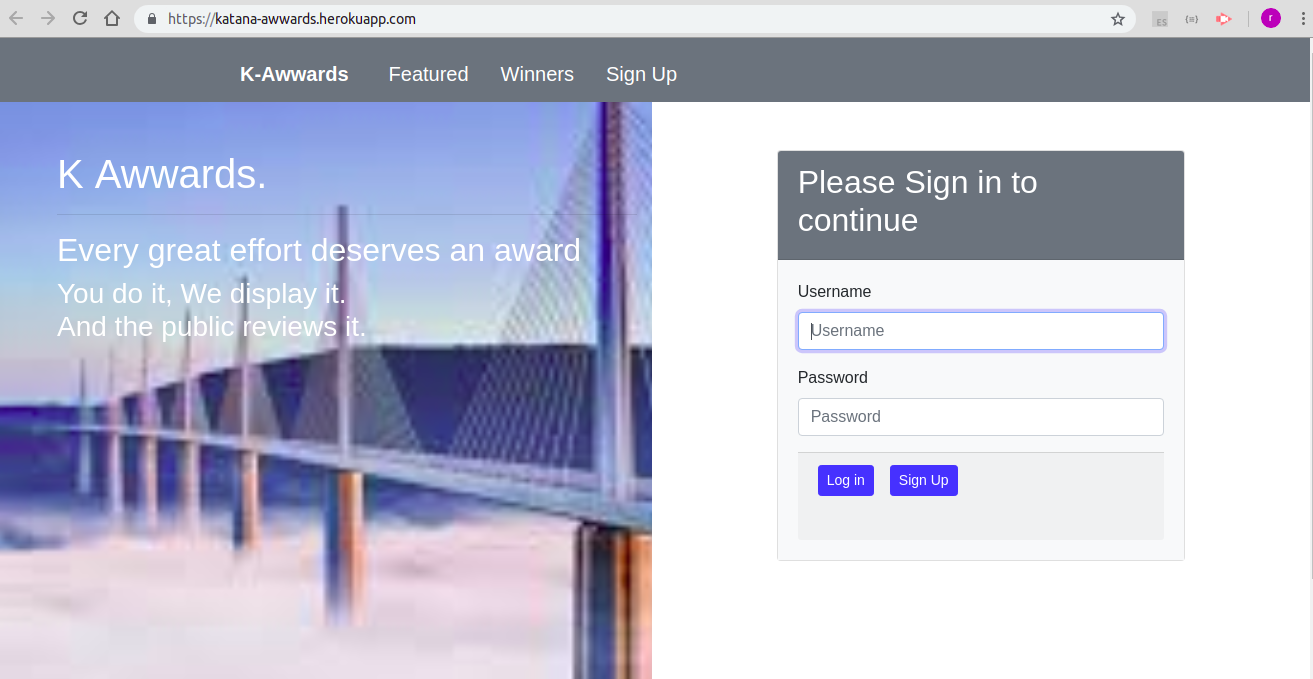 https://katana-awwards.herokuapp.com
ES
{=}
r
K-Awwards Featured Winners Sign Up
K Awwards.
Every great effort deserves an award
You do it, We display it.
And the public reviews it.
Please Sign in to
continue
Username
Username
Password
Password
Log in Sign Up